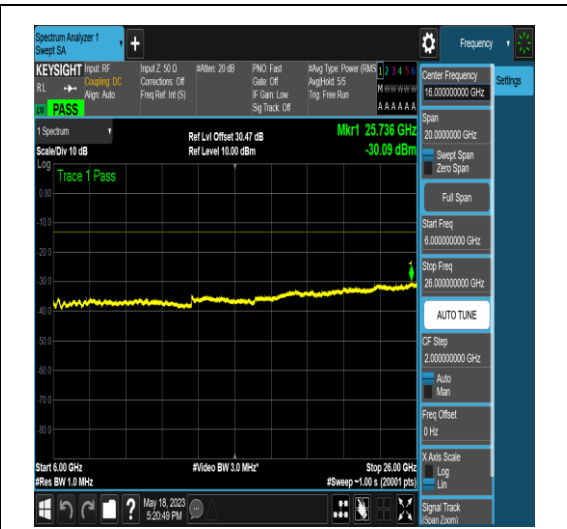 Spectrum Analyzer 1
Swept SA
Frequency
KEYSIGHT
RL
PASS
Input: RF
Coupling: DC
Align: Auto
Input Z: 50 Ω
Corrections: Off
Freq Ref: Int (S)
#Atten: 20 dB
PNO: Fast
Gate: Off
IF Gain: Low
Sig Track: Off
#Avg Type: Power (RMS
Avg|Hold: 5/5
Trig: Free Run
1 2 3 4 5 6
M W W W W W
A A A A A A
1 Spectrum
Scale/Div 10 dB
Ref Lvl Offset 30.47 dB
Ref Level 10.00 dBm
Mkr1 25.736 GHz
-30.09 dBm
Log
Trace 1 Pass
0.00
-10.0
-20.0
-30.0
-40.0
-50.0
-60.0
-70.0
-80.0
1
Start 6.00 GHz
#Res BW 1.0 MHz
#Video BW 3.0 MHz*
Stop 26.00 GHz
#Sweep ~1.00 s (20001 pts)
May 18, 2023
5:20:49 PM
Center Frequency
16.000000000 GHz
Settings
Span
20.0000000 GHz
Swept Span
Zero Span
Full Span
Start Freq
6.000000000 GHz
Stop Freq
26.000000000 GHz
AUTO TUNE
CF Step
2.000000000 GHz
Auto
Man
Freq Offset
0 Hz
X Axis Scale
Log
Lin
Signal Track
(Span Zoom)